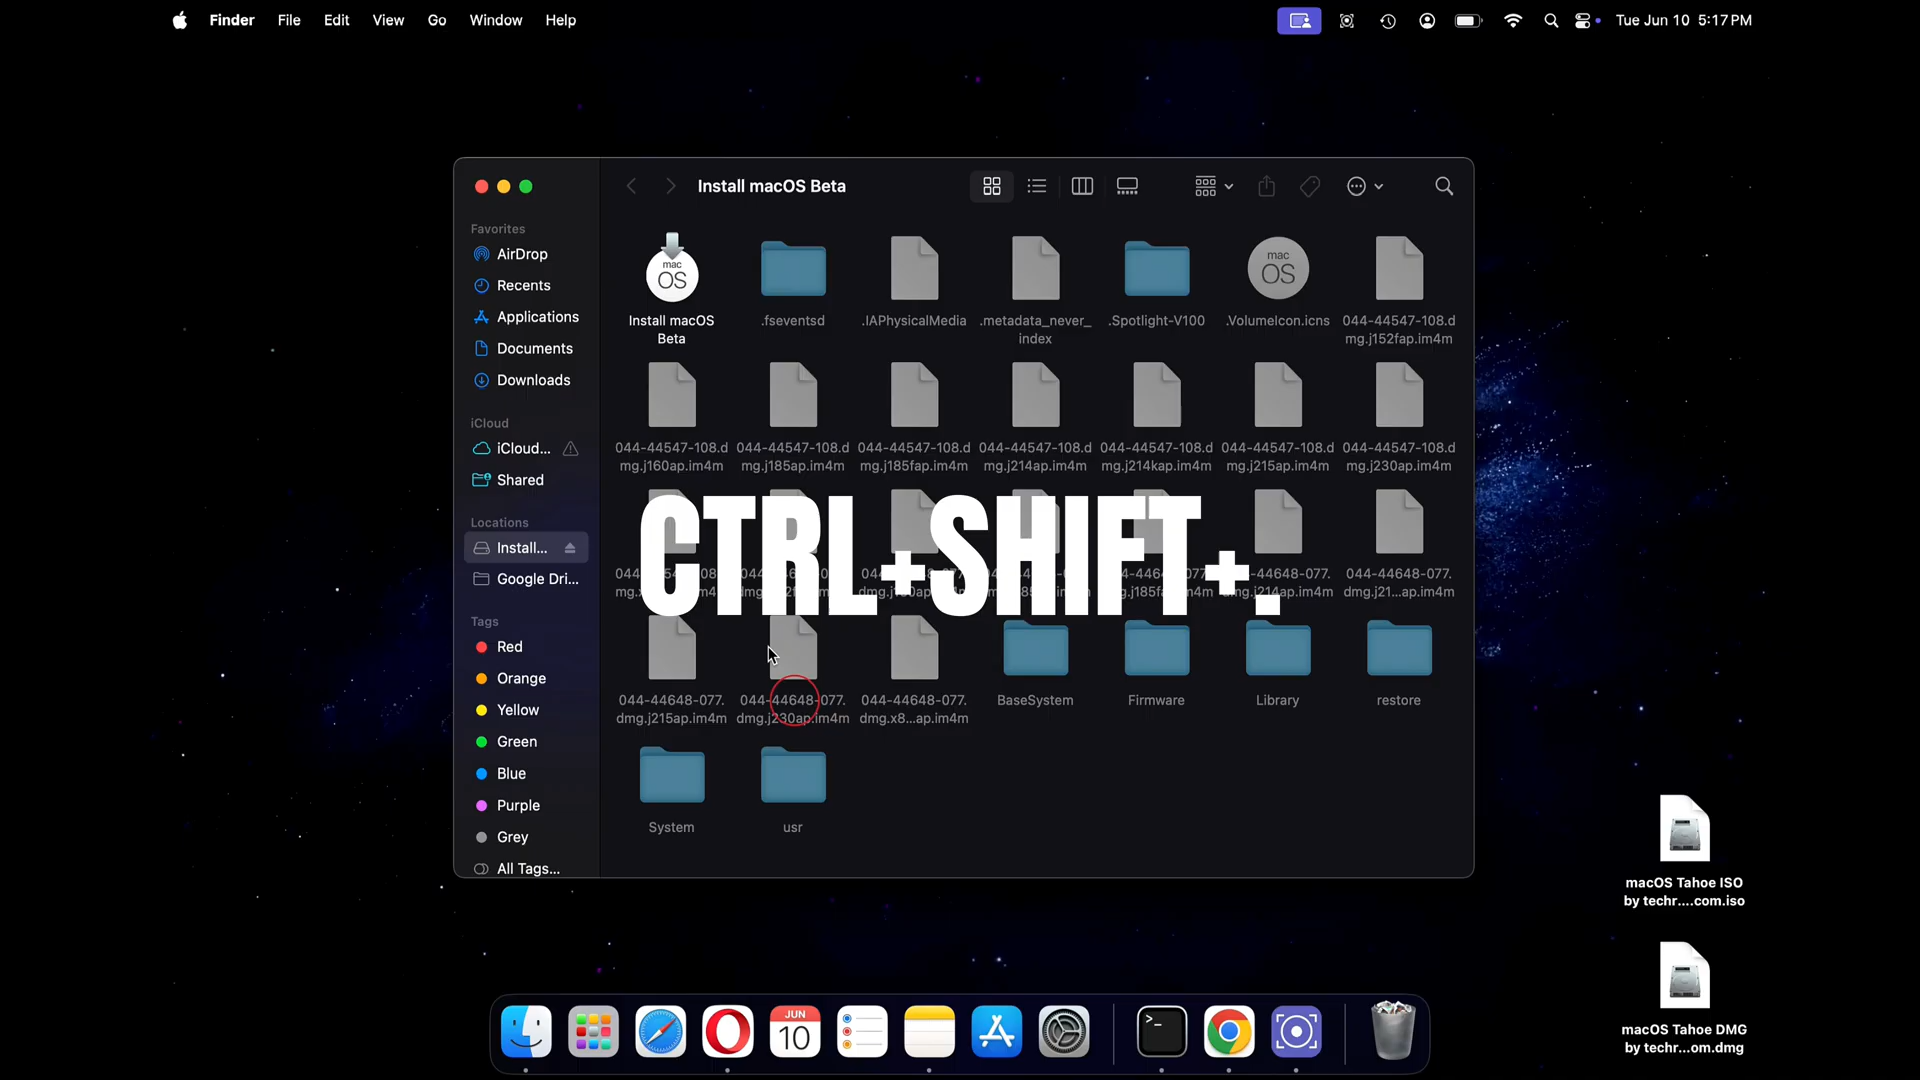 Finder File Edit View Go Window Help
Tue Jun 10 5:17 PM
Install macOS Beta
Favorites
AirDrop
Recents
Applications
Documents
Downloads
iCloud
iCloud...
Shared
Locations
Install...
Google Dri...
Tags
Red
Orange
Yellow
Green
Blue
Purple
Grey
All Tags...
mac
OS
Install macOS
Beta
.fseventsd
.IAPhysicalMedia
.metadata_never_
index
.Spotlight-V100
mac
OS
.VolumeIcon.icns
044-44547-108.d
mg.j152fap.im4m
044-44547-108.d
mg.j160ap.im4m
044-44547-108.d
mg.j185ap.im4m
044-44547-108.d
mg.j185fap.im4m
044-44547-108.d
mg.j214ap.im4m
044-44547-108.d
mg.j214kap.im4m
044-44547-108.d
mg.j215ap.im4m
044-44547-108.d
mg.j230ap.im4m
CTRL+SHIFT+.
044-44648-077.
dmg.j21...ap.im4m
044-44648-077.
dmg.j215ap.im4m
044-44648-077.
dmg.j230ap.im4m
044-44648-077.
dmg.x8...ap.im4m
BaseSystem
Firmware
Library
restore
System
usr
macOS Tahoe ISO
by techr....com.iso
macOS Tahoe DMG
by techr...om.dmg
JUN
10